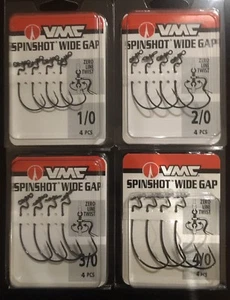 VMC
SPINSHOT WIDE GAP
ZERO
LINE
TWIST
1/0
4 PCS
VMC
SPINSHOT WIDE GAP
ZERO
LINE
TWIST
2/0
4 PCS
VMC
SPINSHOT WIDE GAP
ZERO
LINE
TWIST
3/0
4 PCS
VMC
SPINSHOT WIDE GAP
ZERO
LINE
TWIST
4/0
4 PCS